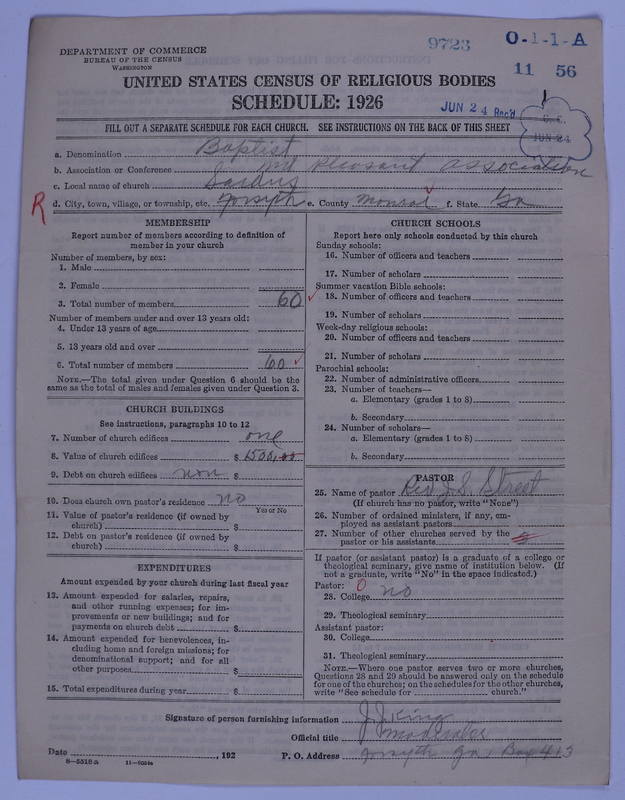 DEPARTMENT OF COMMERCE
BUREAU OF THE CENSUS
WASHINGTON
9723
O-1-1-A
11 56
UNITED STATES CENSUS OF RELIGIOUS BODIES
SCHEDULE: 1926
JUN 24 Rec'd
JUN 24
FILL OUT A SEPARATE SCHEDULE FOR EACH CHURCH. SEE INSTRUCTIONS ON THE BACK OF THIS SHEET
a. Denomination Baptist
b. Association or Conference Mt Pleasant association
c. Local name of church Sardus
R d. City, town, village, or township, etc. Forsyth e. County Monroe f. State Ga
MEMBERSHIP
Report number of members according to definition of
member in your church
Number of members, by sex:
1. Male
2. Female
3. Total number of members 60
Number of members under and over 13 years old:
4. Under 13 years of age
5. 13 years old and over
6. Total number of members 60
NOTE.—The total given under Question 6 should be
same as the total of males and females given under Question 3.
CHURCH BUILDINGS
See instructions, paragraphs 10 to 12
7. Number of church edifices one
8. Value of church edifices $ 1500.00
9. Debt on church edifices non $
10. Does church own pastor's residence no
Yes or No
11. Value of pastor's residence (if owned by
church) $
12. Debt on pastor's residence (if owned by
church) $
EXPENDITURES
Amount expended by your church during last fiscal year
13. Amount expended for salaries, repairs,
and other running expenses; for im-
provements or new buildings; and for
payments on church debt $
14. Amount expended for benevolences, in-
cluding home and foreign missions; for
denominational support; and for all
other purposes $
15. Total expenditures during year $
CHURCH SCHOOLS
Report here only schools conducted by this church
Sunday schools:
16. Number of officers and teachers
17. Number of scholars
Summer vacation Bible schools:
18. Number of officers and teachers
19. Number of scholars
Week-day religious schools:
20. Number of officers and teachers
21. Number of scholars
Parochial schools:
22. Number of administrative officers
23. Number of teachers—
a. Elementary (grades 1 to 8)
b. Secondary
24. Number of scholars—
a. Elementary (grades 1 to 8)
b. Secondary
PASTOR
25. Name of pastor Rev J. S. Street
(If church has no pastor, write "None")
26. Number of ordained ministers, if any, em-
ployed as assistant pastors
27. Number of other churches served by the
pastor or his assistants
If pastor (or assistant pastor) is a graduate of a college or
theological seminary, give name of institution below. (If
not a graduate, write "No" in the space indicated.)
Pastor: 0
28. College no
29. Theological seminary
Assistant pastor:
30. College
31. Theological seminary
NOTE.—Where one pastor serves two or more churches,
Questions 28 and 29 should be answered only on the schedule
for one of the churches; on the schedules for the other churches,
write "See schedule for church."
Signature of person furnishing information J. J. King
Official title Moderator
Date , 192 P. O. Address Forsyth Ga, Box 413
8—5318a 11—6034a